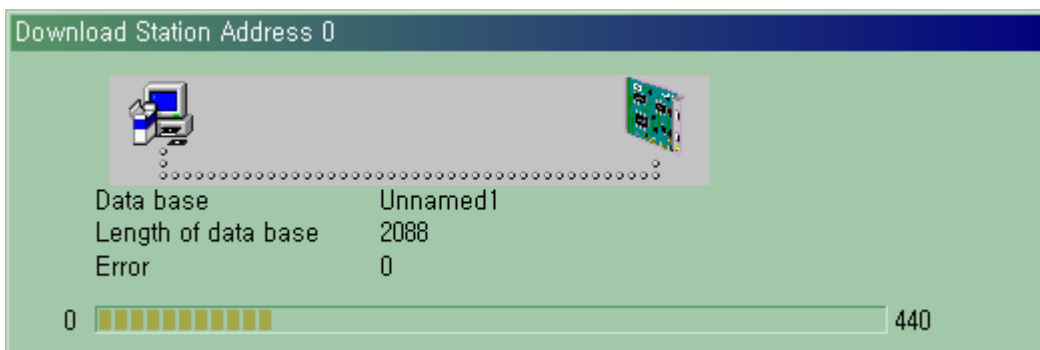 Download Station Address 0
Data base Unnamed1
Length of data base 2088
Error 0
0 440